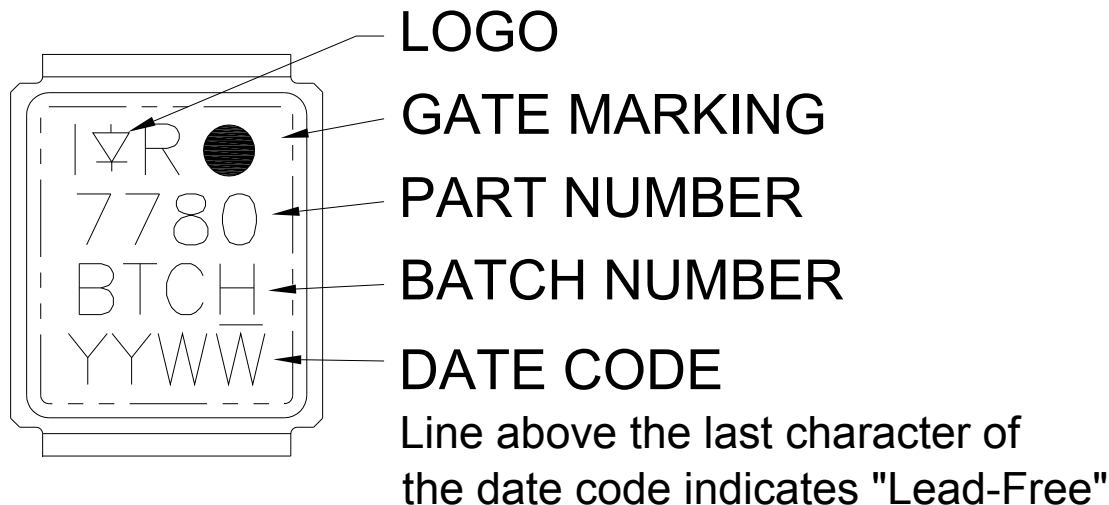 LOGO
I R
GATE MARKING
7780
PART NUMBER
BTCH
BATCH NUMBER
YYWW
DATE CODE
Line above the last character of
the date code indicates "Lead-Free"